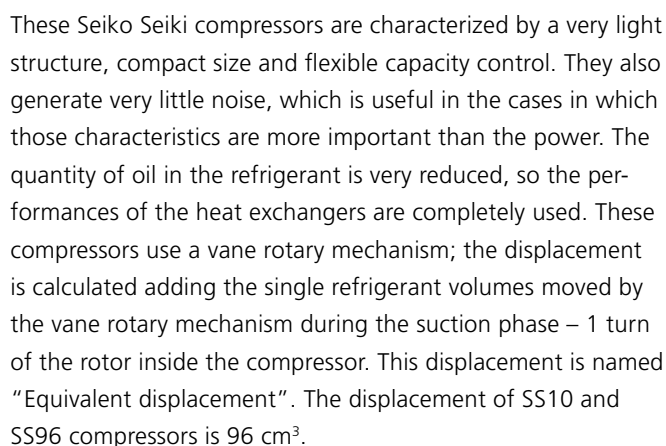 These Seiko Seiki compressors are characterized by a very light
structure, compact size and flexible capacity control. They also
generate very little noise, which is useful in the cases in which
those characteristics are more important than the power. The
quantity of oil in the refrigerant is very reduced, so the per-
formances of the heat exchangers are completely used. These
compressors use a vane rotary mechanism; the displacement
is calculated adding the single refrigerant volumes moved by
the vane rotary mechanism during the suction phase – 1 turn
of the rotor inside the compressor. This displacement is named
“Equivalent displacement”. The displacement of SS10 and
SS96 compressors is 96 cm³.